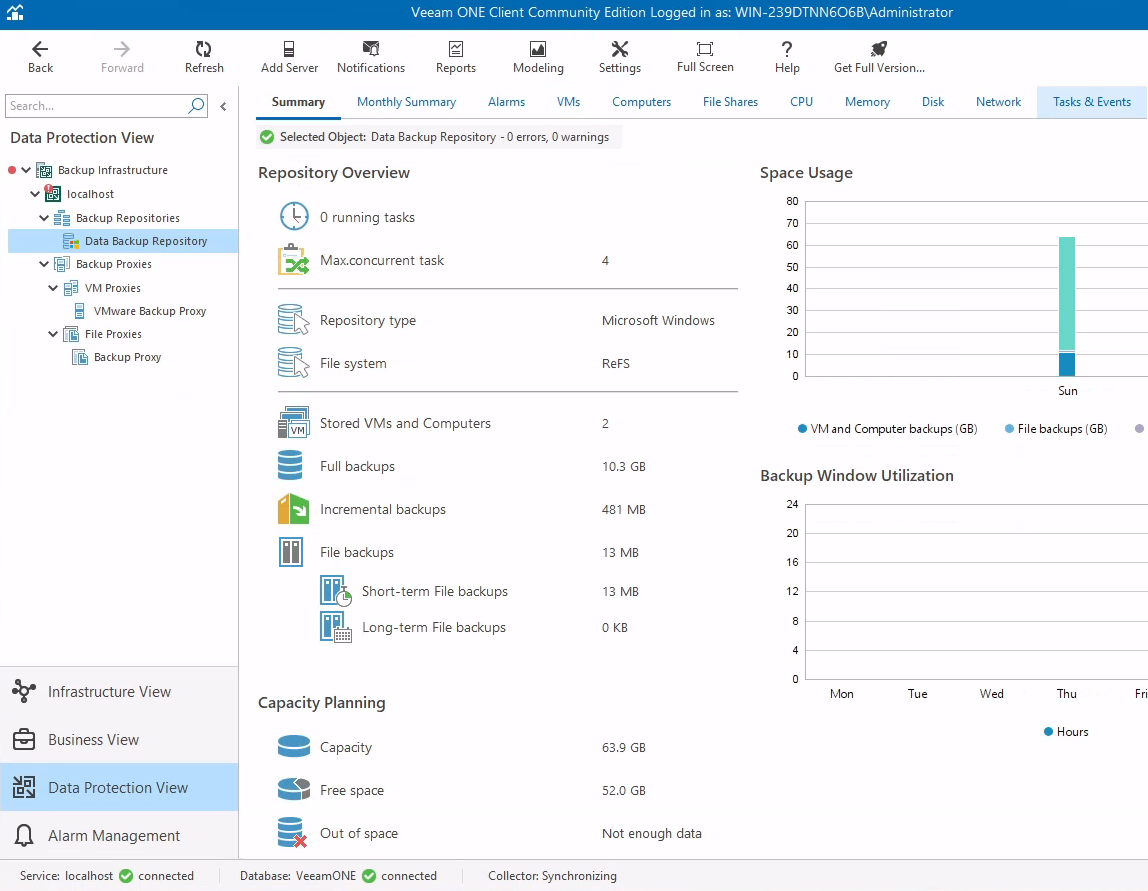 Veeam ONE Client Community Edition Logged in as: WIN-239DTNN6O6B\Administrator
Back Forward Refresh Add Server Notifications Reports Modeling Settings Full Screen Help Get Full Version...
Search...
Summary Monthly Summary Alarms VMs Computers File Shares CPU Memory Disk Network Tasks & Events
Data Protection View
Backup Infrastructure
localhost
Backup Repositories
Data Backup Repository
Backup Proxies
VM Proxies
VMware Backup Proxy
File Proxies
Backup Proxy
Infrastructure View
Business View
Data Protection View
Alarm Management
Selected Object: Data Backup Repository - 0 errors, 0 warnings
Repository Overview
0 running tasks
Max.concurrent task 4
Repository type Microsoft Windows
File system ReFS
Stored VMs and Computers 2
Full backups 10.3 GB
Incremental backups 481 MB
File backups 13 MB
Short-term File backups 13 MB
Long-term File backups 0 KB
Capacity Planning
Capacity 63.9 GB
Free space 52.0 GB
Out of space Not enough data
Space Usage
80
70
60
50
40
30
20
10
0
Sun
VM and Computer backups (GB) File backups (GB)
Backup Window Utilization
24
20
16
12
8
4
0
Mon Tue Wed Thu Fri
Hours
Service: localhost connected Database: VeeamONE connected Collector: Synchronizing